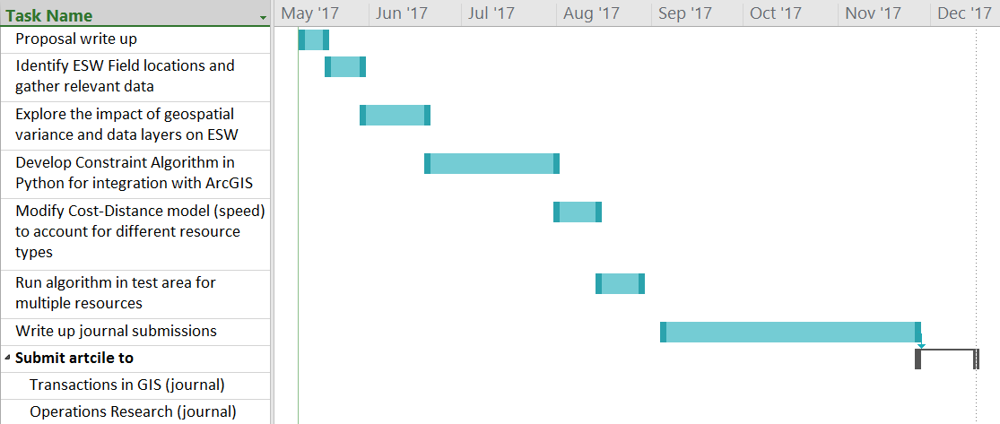 Task Name
May '17 Jun '17 Jul '17 Aug '17 Sep '17 Oct '17 Nov '17 Dec '17
Proposal write up
Identify ESW Field locations and
gather relevant data
Explore the impact of geospatial
variance and data layers on ESW
Develop Constraint Algorithm in
Python for integration with ArcGIS
Modify Cost-Distance model (speed)
to account for different resource
types
Run algorithm in test area for
multiple resources
Write up journal submissions
Submit artcile to
Transactions in GIS (journal)
Operations Research (journal)